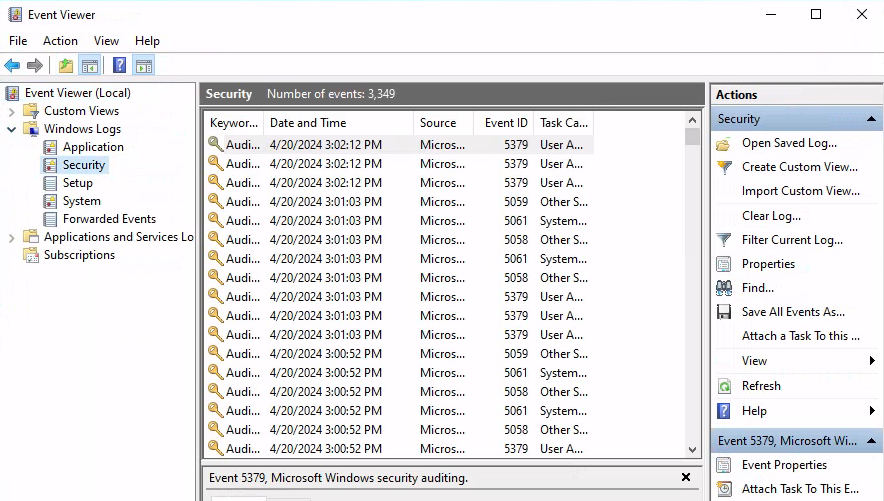 Event Viewer
File Action View Help
Event Viewer (Local)
Custom Views
Windows Logs
Application
Security
Setup
System
Forwarded Events
Applications and Services Lo
Subscriptions
Security Number of events: 3,349
Keywor... Date and Time Source Event ID Task Ca...
Audi... 4/20/2024 3:02:12 PM Micros... 5379 User A...
Audi... 4/20/2024 3:02:12 PM Micros... 5379 User A...
Audi... 4/20/2024 3:02:12 PM Micros... 5379 User A...
Audi... 4/20/2024 3:01:03 PM Micros... 5059 Other S...
Audi... 4/20/2024 3:01:03 PM Micros... 5061 System...
Audi... 4/20/2024 3:01:03 PM Micros... 5058 Other S...
Audi... 4/20/2024 3:01:03 PM Micros... 5061 System...
Audi... 4/20/2024 3:01:03 PM Micros... 5058 Other S...
Audi... 4/20/2024 3:01:03 PM Micros... 5379 User A...
Audi... 4/20/2024 3:01:03 PM Micros... 5379 User A...
Audi... 4/20/2024 3:01:03 PM Micros... 5379 User A...
Audi... 4/20/2024 3:00:52 PM Micros... 5059 Other S...
Audi... 4/20/2024 3:00:52 PM Micros... 5061 System...
Audi... 4/20/2024 3:00:52 PM Micros... 5058 Other S...
Audi... 4/20/2024 3:00:52 PM Micros... 5061 System...
Audi... 4/20/2024 3:00:52 PM Micros... 5058 Other S...
Audi... 4/20/2024 3:00:52 PM Micros... 5379 User A...
Event 5379, Microsoft Windows security auditing.
Actions
Security
Open Saved Log...
Create Custom View...
Import Custom View...
Clear Log...
Filter Current Log...
Properties
Find...
Save All Events As...
Attach a Task To this ...
View
Refresh
Help
Event 5379, Microsoft Wi...
Event Properties
Attach Task To This E...